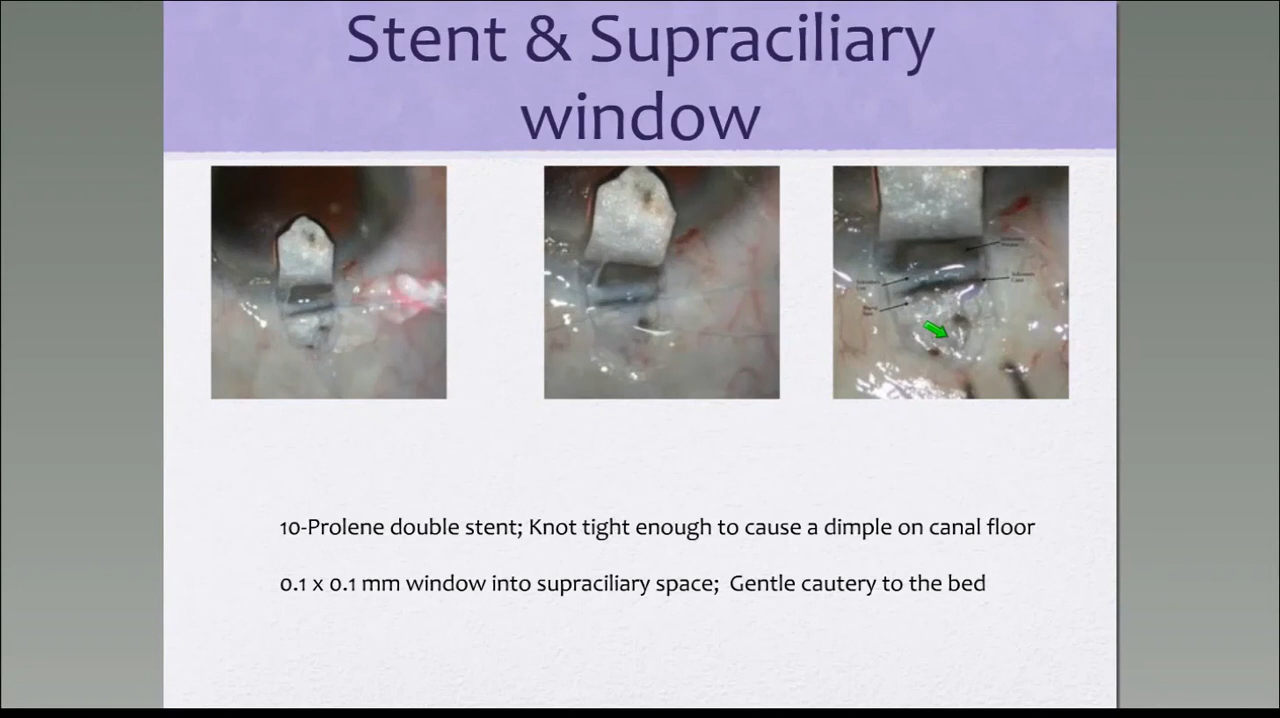 Stent & Supraciliary
window
10-Prolene double stent; Knot tight enough to cause a dimple on canal floor
0.1 x 0.1 mm window into supraciliary space;  Gentle cautery to the bed